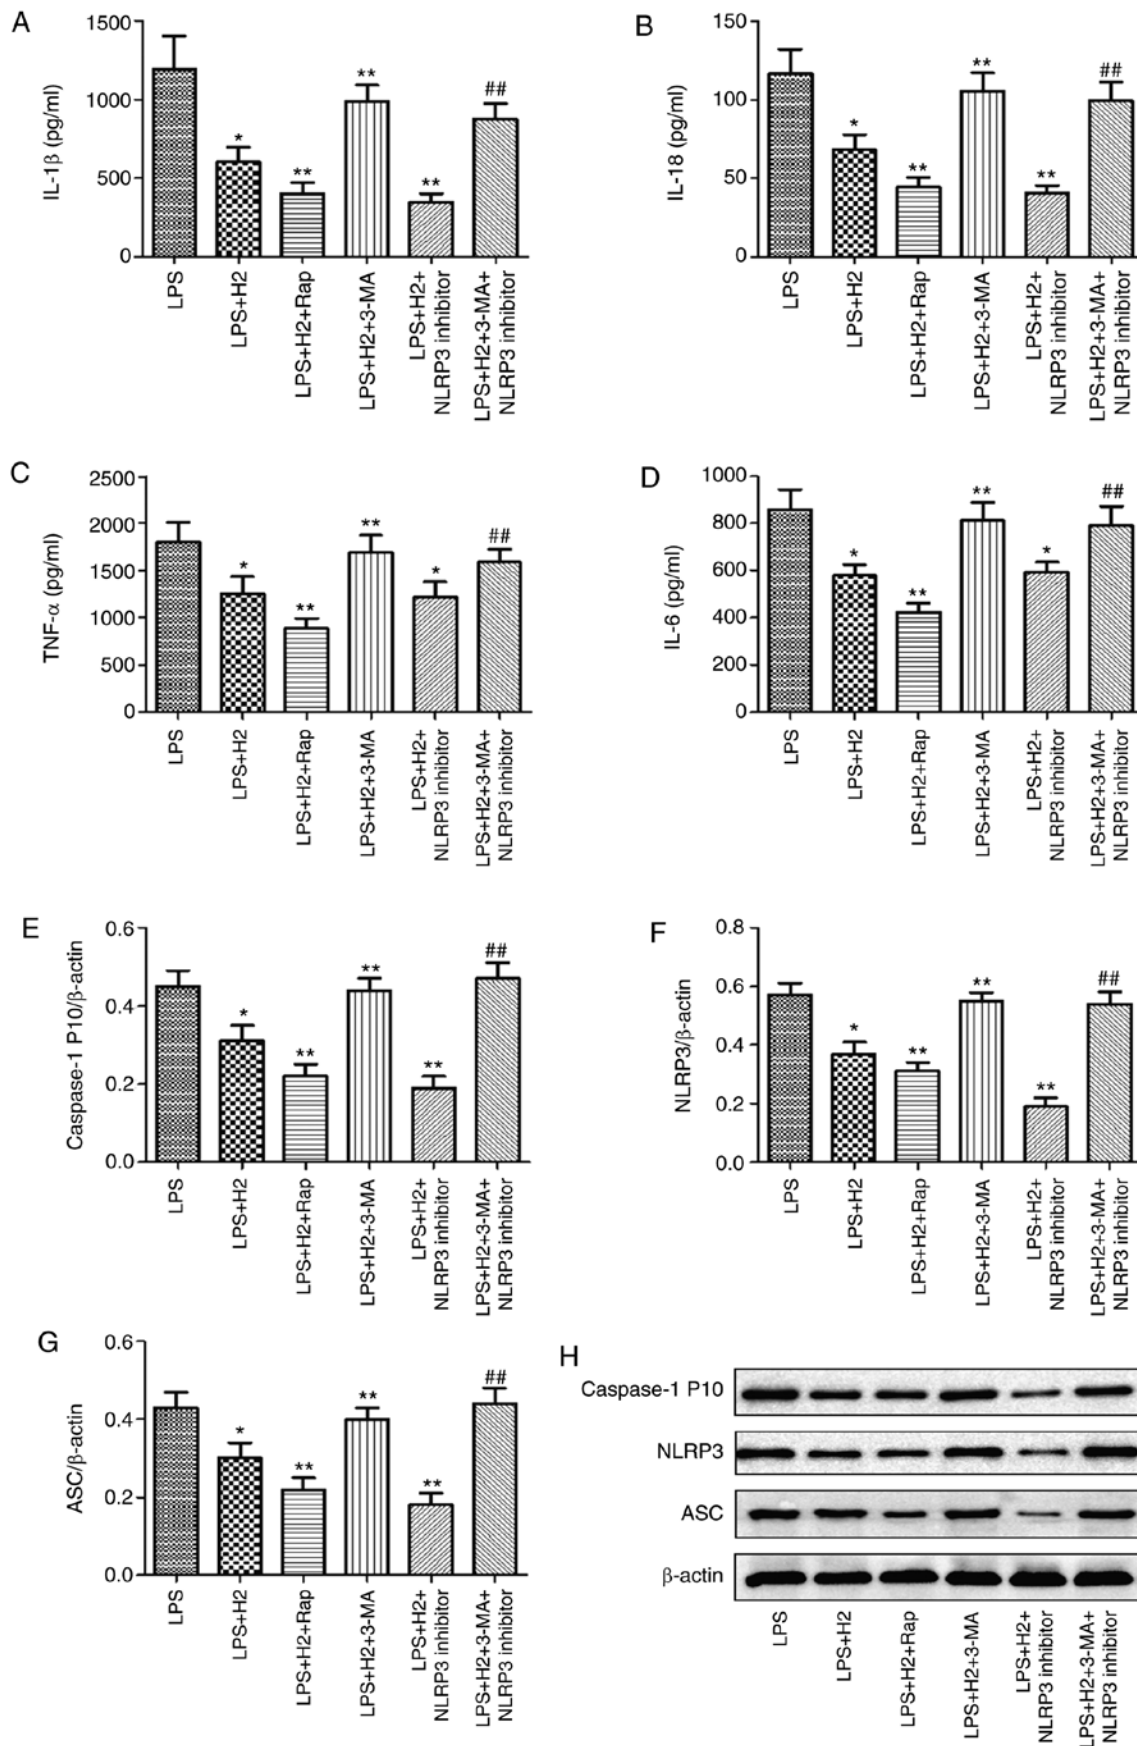 A
IL-1β (pg/ml)
1500
1000
500
0
*
**
**
**
##
LPS
LPS+H2
LPS+H2+Rap
LPS+H2+3-MA
LPS+H2+
NLRP3 inhibitor
LPS+H2+3-MA+
NLRP3 inhibitor
B
IL-18 (pg/ml)
150
100
50
0
*
**
**
**
##
LPS
LPS+H2
LPS+H2+Rap
LPS+H2+3-MA
LPS+H2+
NLRP3 inhibitor
LPS+H2+3-MA+
NLRP3 inhibitor
C
TNF-α (pg/ml)
2500
2000
1500
1000
500
0
*
**
**
*
##
LPS
LPS+H2
LPS+H2+Rap
LPS+H2+3-MA
LPS+H2+
NLRP3 inhibitor
LPS+H2+3-MA+
NLRP3 inhibitor
D
IL-6 (pg/ml)
1000
800
600
400
200
0
*
**
**
*
##
LPS
LPS+H2
LPS+H2+Rap
LPS+H2+3-MA
LPS+H2+
NLRP3 inhibitor
LPS+H2+3-MA+
NLRP3 inhibitor
E
Caspase-1 P10/β-actin
0.6
0.4
0.2
0.0
*
**
**
**
##
LPS
LPS+H2
LPS+H2+Rap
LPS+H2+3-MA
LPS+H2+
NLRP3 inhibitor
LPS+H2+3-MA+
NLRP3 inhibitor
F
NLRP3/β-actin
0.8
0.6
0.4
0.2
0.0
*
**
**
**
##
LPS
LPS+H2
LPS+H2+Rap
LPS+H2+3-MA
LPS+H2+
NLRP3 inhibitor
LPS+H2+3-MA+
NLRP3 inhibitor
G
ASC/β-actin
0.6
0.4
0.2
0.0
*
**
**
**
##
LPS
LPS+H2
LPS+H2+Rap
LPS+H2+3-MA
LPS+H2+
NLRP3 inhibitor
LPS+H2+3-MA+
NLRP3 inhibitor
H
Caspase-1 P10
NLRP3
ASC
β-actin
LPS
LPS+H2
LPS+H2+Rap
LPS+H2+3-MA
LPS+H2+
NLRP3 inhibitor
LPS+H2+3-MA+
NLRP3 inhibitor